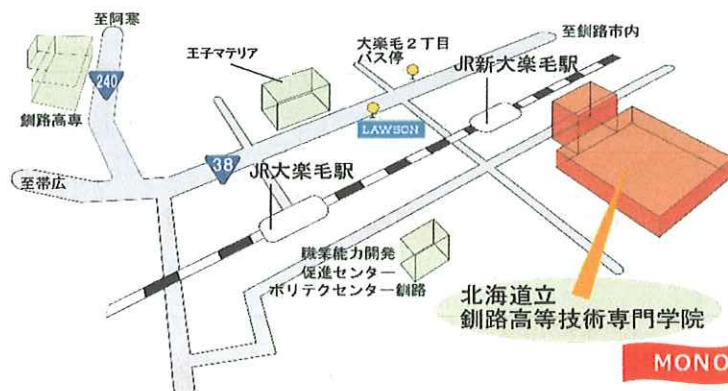 至阿寒
240
釧路高専
至帯広
王子マテリア
38
JR大楽毛駅
大楽毛2丁目
バス停
LAWSON
JR新大楽毛駅
至釧路市内
職業能力開発
促進センター
ポリテクセンター釧路
北海道立
釧路高等技術専門学院
MONO